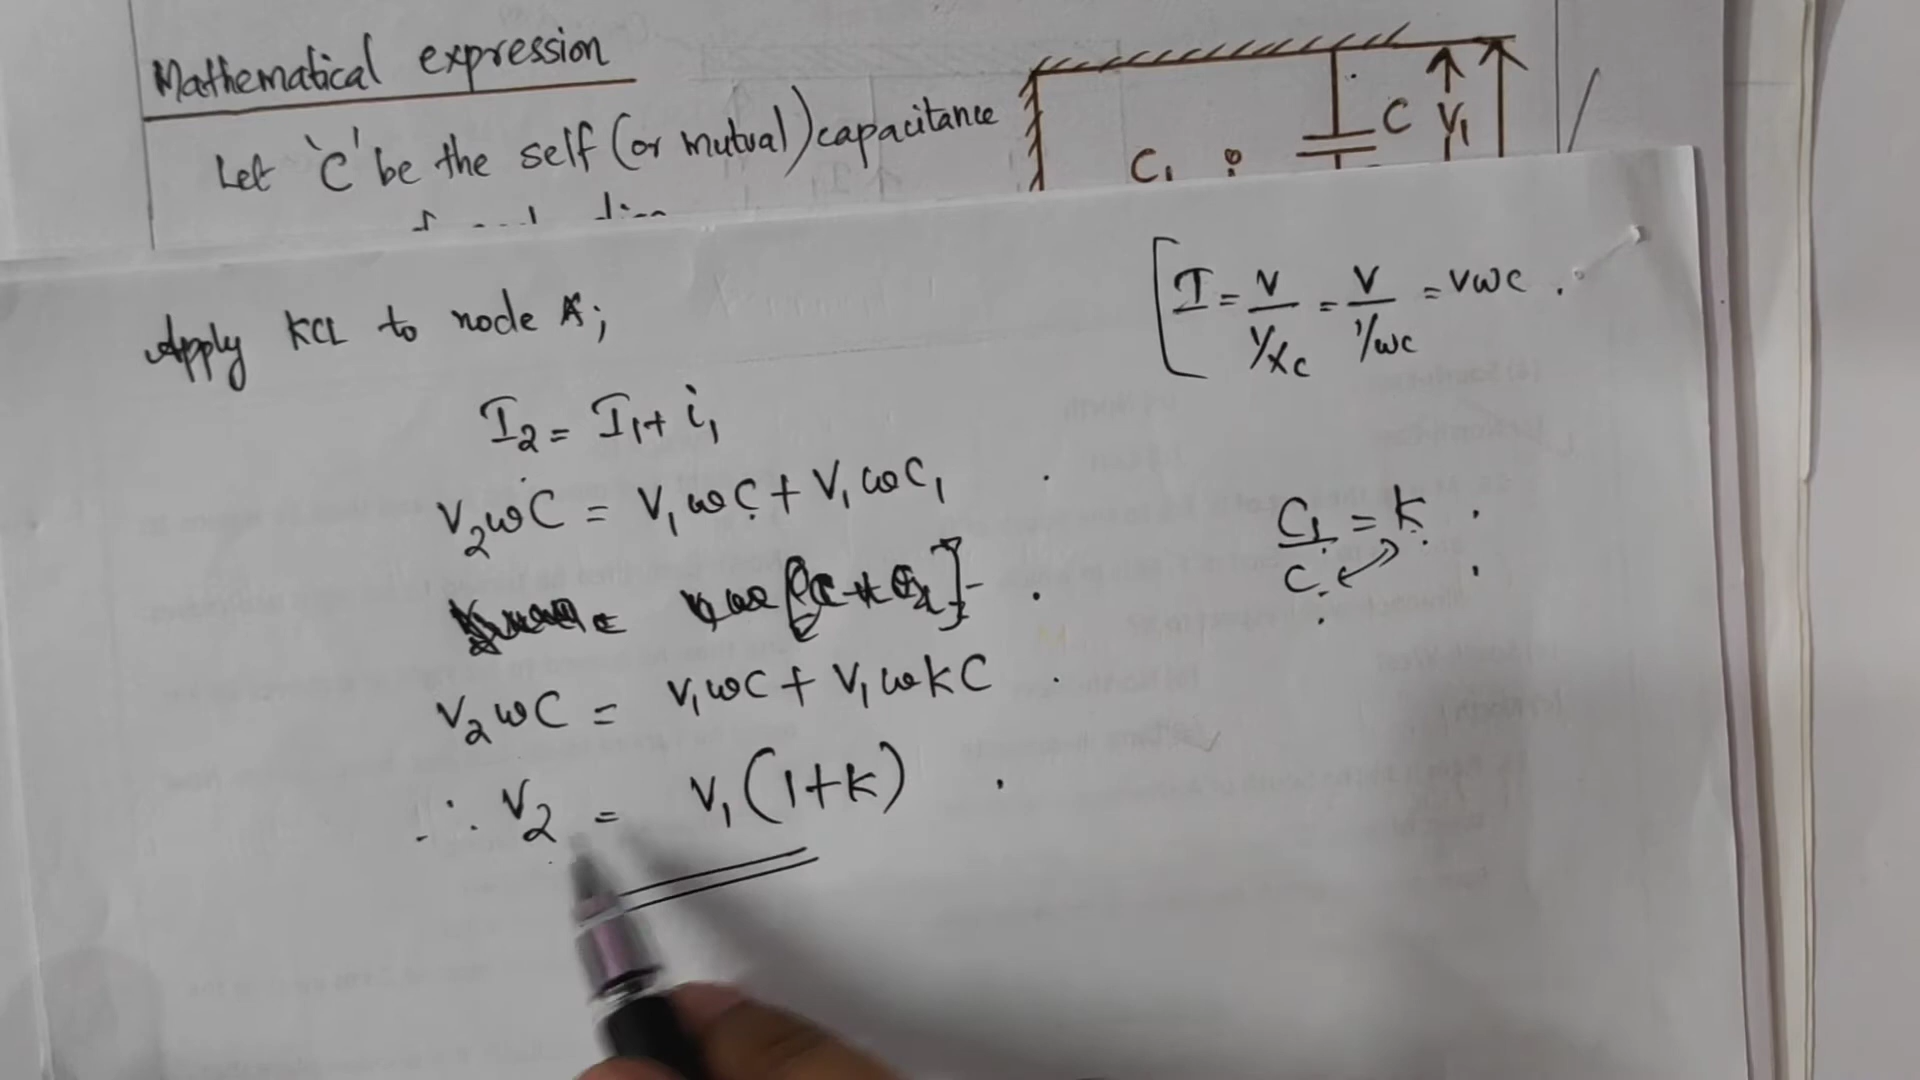 Mathematical expression
Let 'C' be the self (or mutual) capacitance
C
V₁
C₁
Apply KCL to node A;
I = V/(1/Xc) = V/(1/ωc) = Vωc .
I₂ = I₁ + i₁
V₂ωC = V₁ωC + V₁ωC₁
C₁/C = k
V₂ωC = V₁ωC + V₁ωkC
∴ V₂ = V₁(1+k)